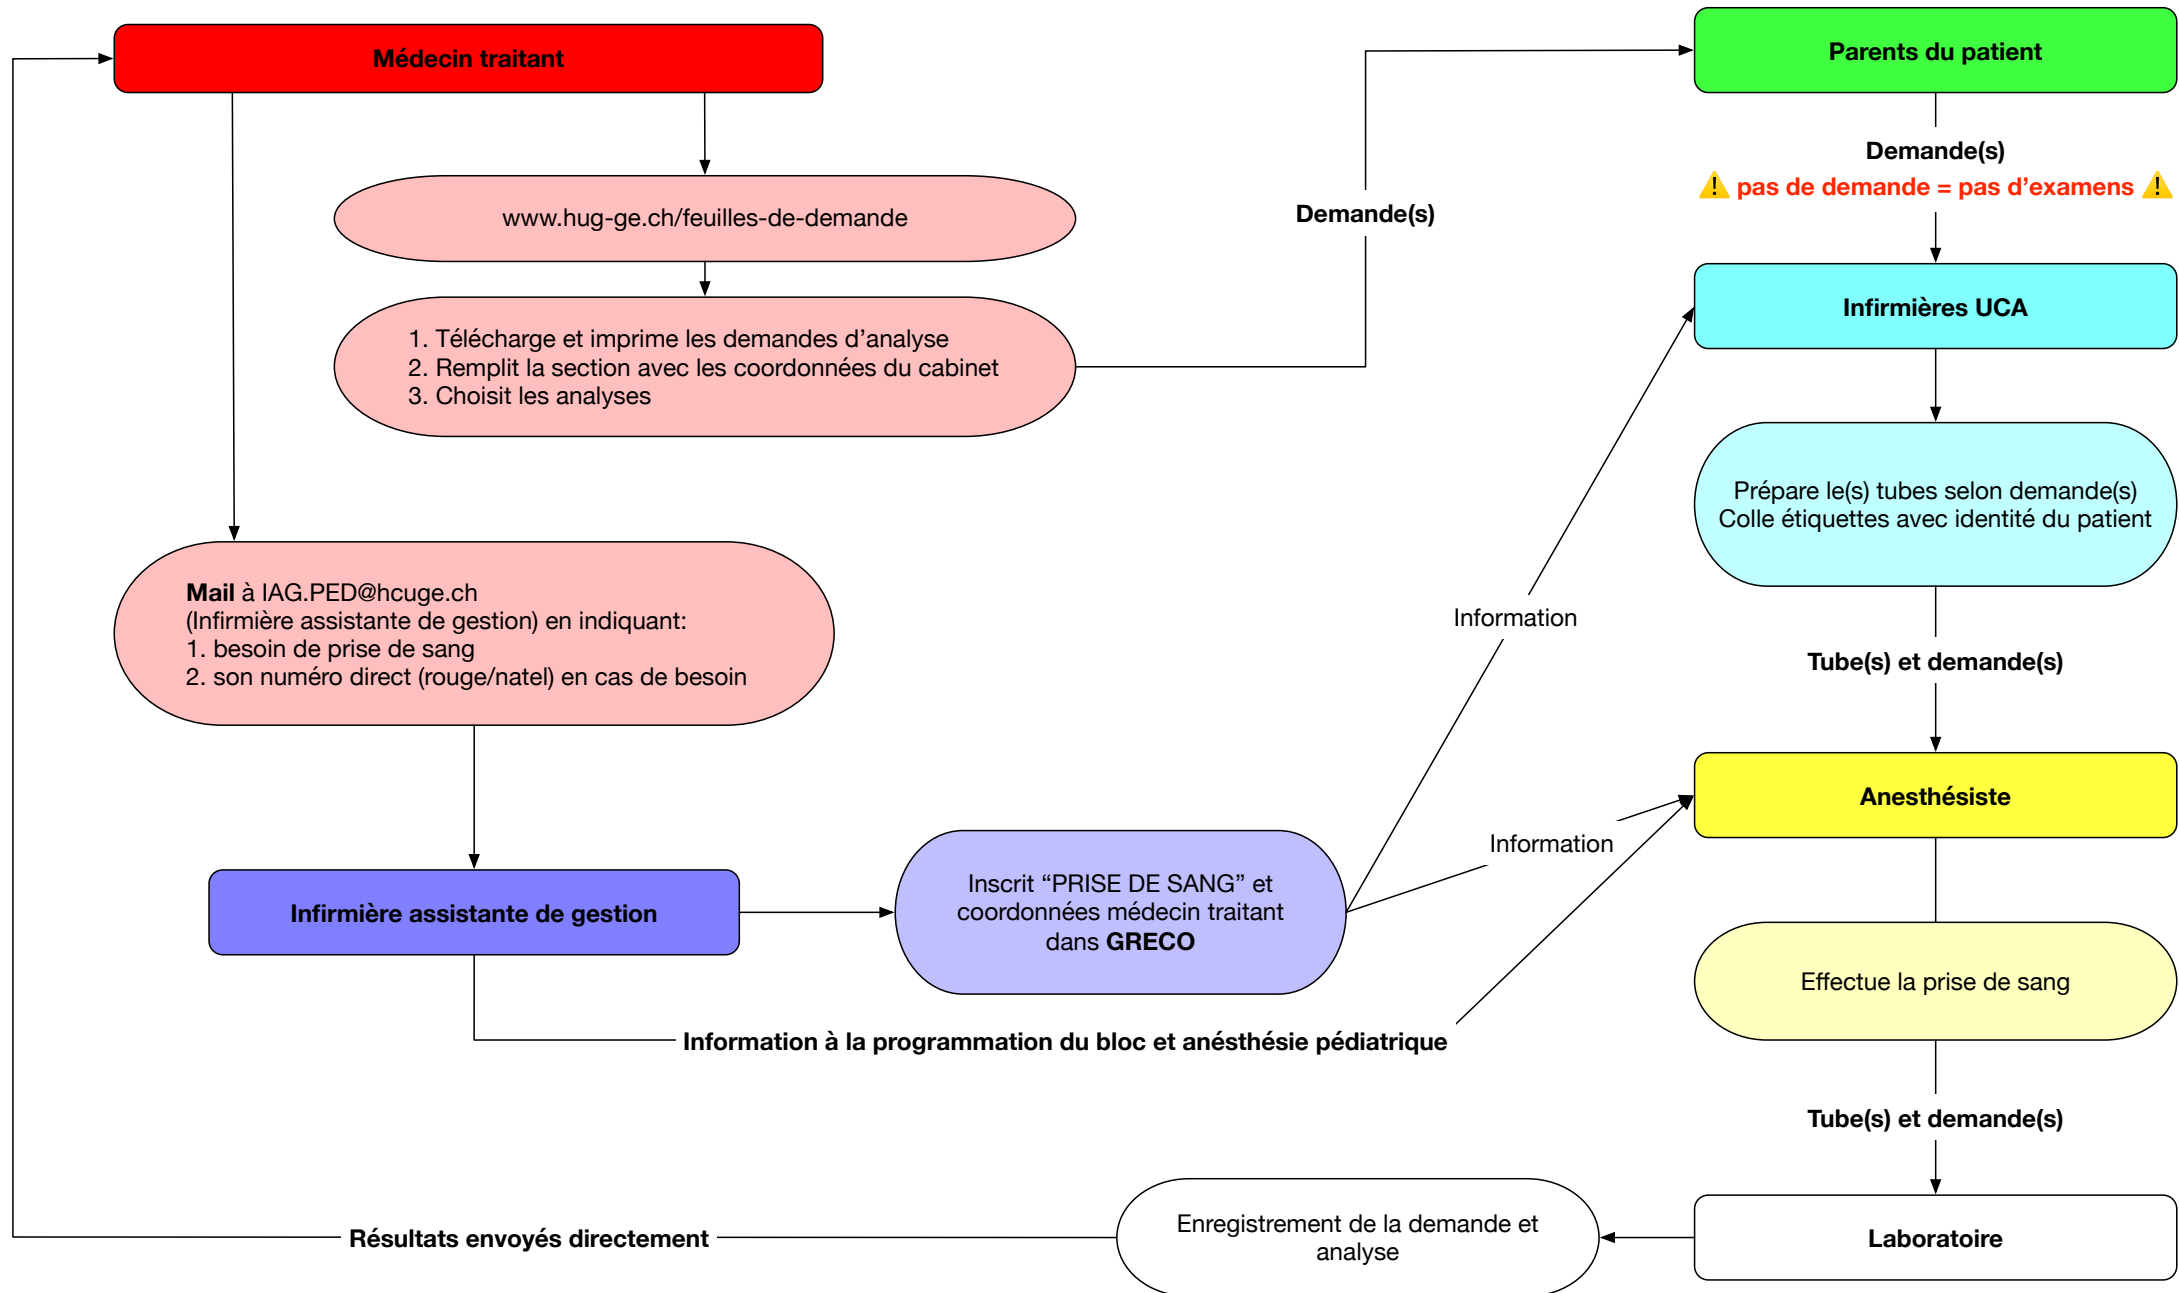 Médecin traitant
Parents du patient
Demande(s)
⚠️ pas de demande = pas d’examens ⚠️
www.hug-ge.ch/feuilles-de-demande
Demande(s)
Infirmières UCA
1. Télécharge et imprime les demandes d’analyse
2. Remplit la section avec les coordonnées du cabinet
3. Choisit les analyses
Prépare le(s) tubes selon demande(s)
Colle étiquettes avec identité du patient
Mail à IAG.PED@hcuge.ch
(Infirmière assistante de gestion) en indiquant:
1. besoin de prise de sang
2. son numéro direct (rouge/natel) en cas de besoin
Information
Tube(s) et demande(s)
Anesthésiste
Information
Infirmière assistante de gestion
Inscrit “PRISE DE SANG” et
coordonnées médecin traitant
dans GRECO
Effectue la prise de sang
Information à la programmation du bloc et anésthésie pédiatrique
Tube(s) et demande(s)
Résultats envoyés directement
Enregistrement de la demande et
analyse
Laboratoire